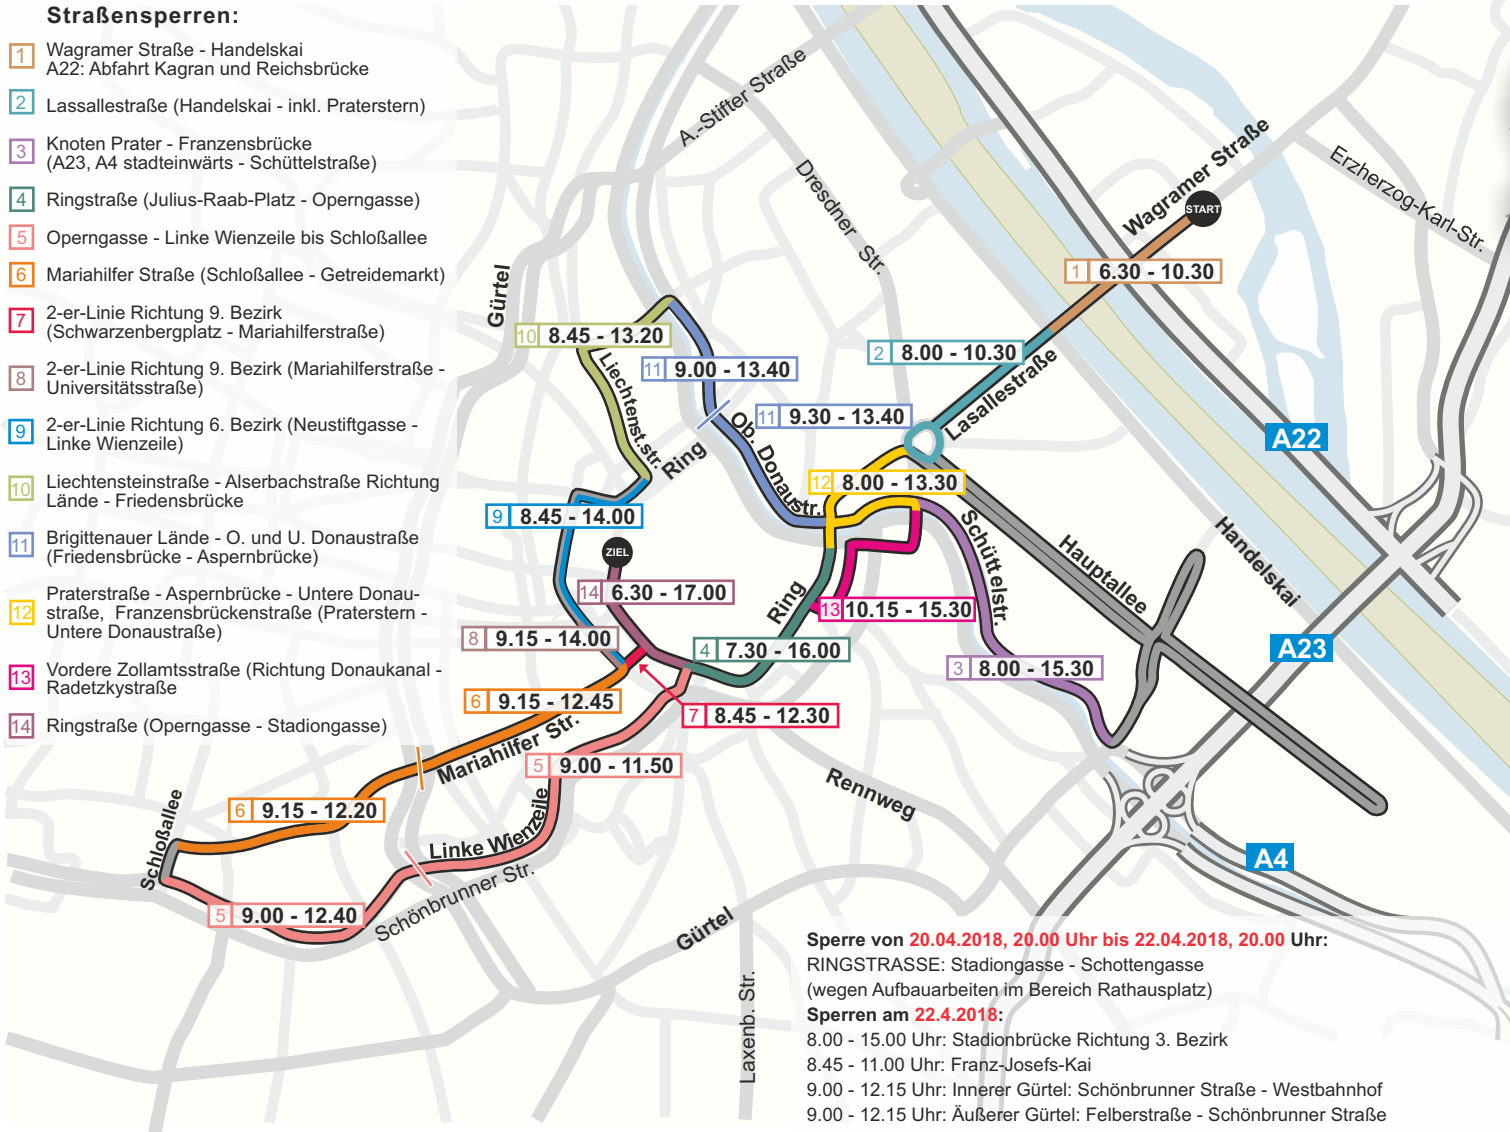 Straßensperren:
1 Wagramer Straße - Handelskai
A22: Abfahrt Kagran und Reichsbrücke
2 Lassallestraße (Handelskai - inkl. Praterstern)
3 Knoten Prater - Franzensbrücke
(A23, A4 stadteinwärts - Schüttelstraße)
4 Ringstraße (Julius-Raab-Platz - Operngasse)
5 Operngasse - Linke Wienzeile bis Schloßallee
6 Mariahilfer Straße (Schloßallee - Getreidemarkt)
7 2-er-Linie Richtung 9. Bezirk
(Schwarzenbergplatz - Mariahilferstraße)
8 2-er-Linie Richtung 9. Bezirk (Mariahilferstraße -
Universitätsstraße)
9 2-er-Linie Richtung 6. Bezirk (Neustiftgasse -
Linke Wienzeile)
10 Liechtensteinstraße - Alserbachstraße Richtung
Lände - Friedensbrücke
11 Brigittenauer Lände - O. und U. Donaustraße
(Friedensbrücke - Aspernbrücke)
12 Praterstraße - Aspernbrücke - Untere Donau-
straße, Franzensbrückenstraße (Praterstern -
Untere Donaustraße)
13 Vordere Zollamtsstraße (Richtung Donaukanal -
Radetzkystraße
14 Ringstraße (Operngasse - Stadiongasse)
A.-Stifter Straße
Dresdner Str.
Wagramer Straße
START
Erzherzog-Karl-Str.
Gürtel
1 6.30 - 10.30
10 8.45 - 13.20
2 8.00 - 10.30
11 9.00 - 13.40
11 9.30 - 13.40
Liechtenst.str.
Ring
Ob. Donaustr.
Lasallestraße
A22
12 8.00 - 13.30
9 8.45 - 14.00
ZIEL
Schüttelstr.
Hauptallee
Handelskai
14 6.30 - 17.00
Ring
13 10.15 - 15.30
8 9.15 - 14.00
4 7.30 - 16.00
A23
3 8.00 - 15.30
6 9.15 - 12.45
7 8.45 - 12.30
Mariahilfer Str.
5 9.00 - 11.50
Rennweg
6 9.15 - 12.20
Schloßallee
Linke Wienzeile
Schönbrunner Str.
A4
5 9.00 - 12.40
Gürtel
Laxenb. Str.
Sperre von 20.04.2018, 20.00 Uhr bis 22.04.2018, 20.00 Uhr:
RINGSTRASSE: Stadiongasse - Schottengasse
(wegen Aufbauarbeiten im Bereich Rathausplatz)
Sperren am 22.4.2018:
8.00 - 15.00 Uhr: Stadionbrücke Richtung 3. Bezirk
8.45 - 11.00 Uhr: Franz-Josefs-Kai
9.00 - 12.15 Uhr: Innerer Gürtel: Schönbrunner Straße - Westbahnhof
9.00 - 12.15 Uhr: Äußerer Gürtel: Felberstraße - Schönbrunner Straße